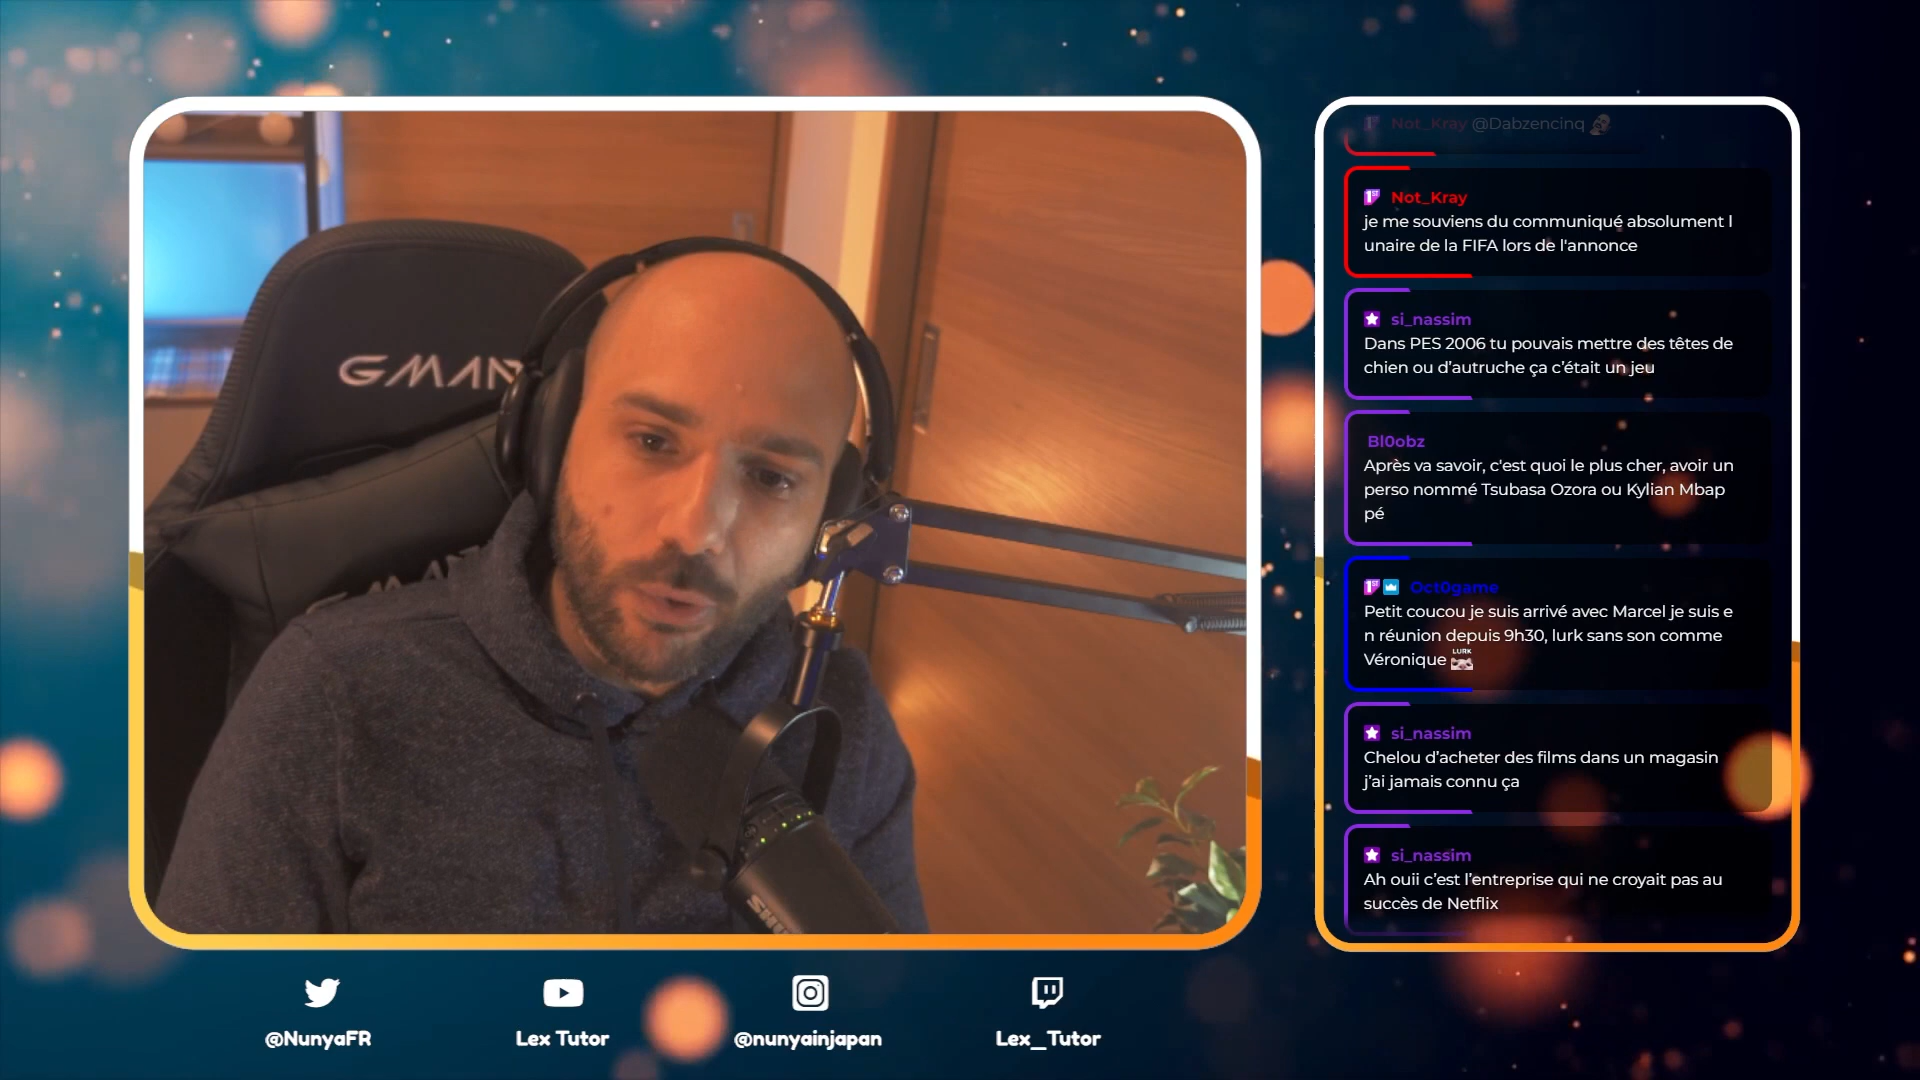 GMAN
SHU
@NunyaFR
Lex Tutor
@nunyainjapan
Lex_Tutor
Not_Kray @Dabzencinq
Not_Kray
je me souviens du communiqué absolument l
unaire de la FIFA lors de l'annonce
si_nassim
Dans PES 2006 tu pouvais mettre des têtes de
chien ou d’autruche ça c’était un jeu
Bl0obz
Après va savoir, c'est quoi le plus cher, avoir un
perso nommé Tsubasa Ozora ou Kylian Mbap
pé
Oct0game
Petit coucou je suis arrivé avec Marcel je suis e
n réunion depuis 9h30, lurk sans son comme
Véronique LURK
si_nassim
Chelou d’acheter des films dans un magasin
j’ai jamais connu ça
si_nassim
Ah ouii c’est l’entreprise qui ne croyait pas au
succès de Netflix